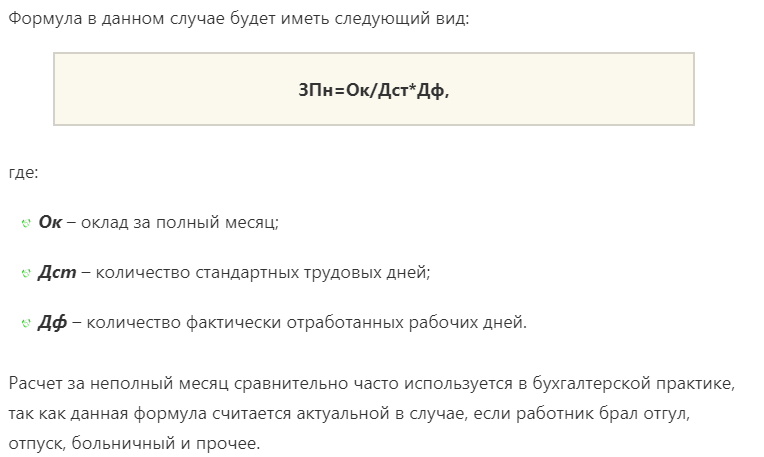 Формула в данном случае будет иметь следующий вид:
ЗПн=Ок/Дст*Дф,
где:
Ок – оклад за полный месяц;
Дст – количество стандартных трудовых дней;
Дф – количество фактически отработанных рабочих дней.
Расчет за неполный месяц сравнительно часто используется в бухгалтерской практике,
так как данная формула считается актуальной в случае, если работник брал отгул,
отпуск, больничный и прочее.